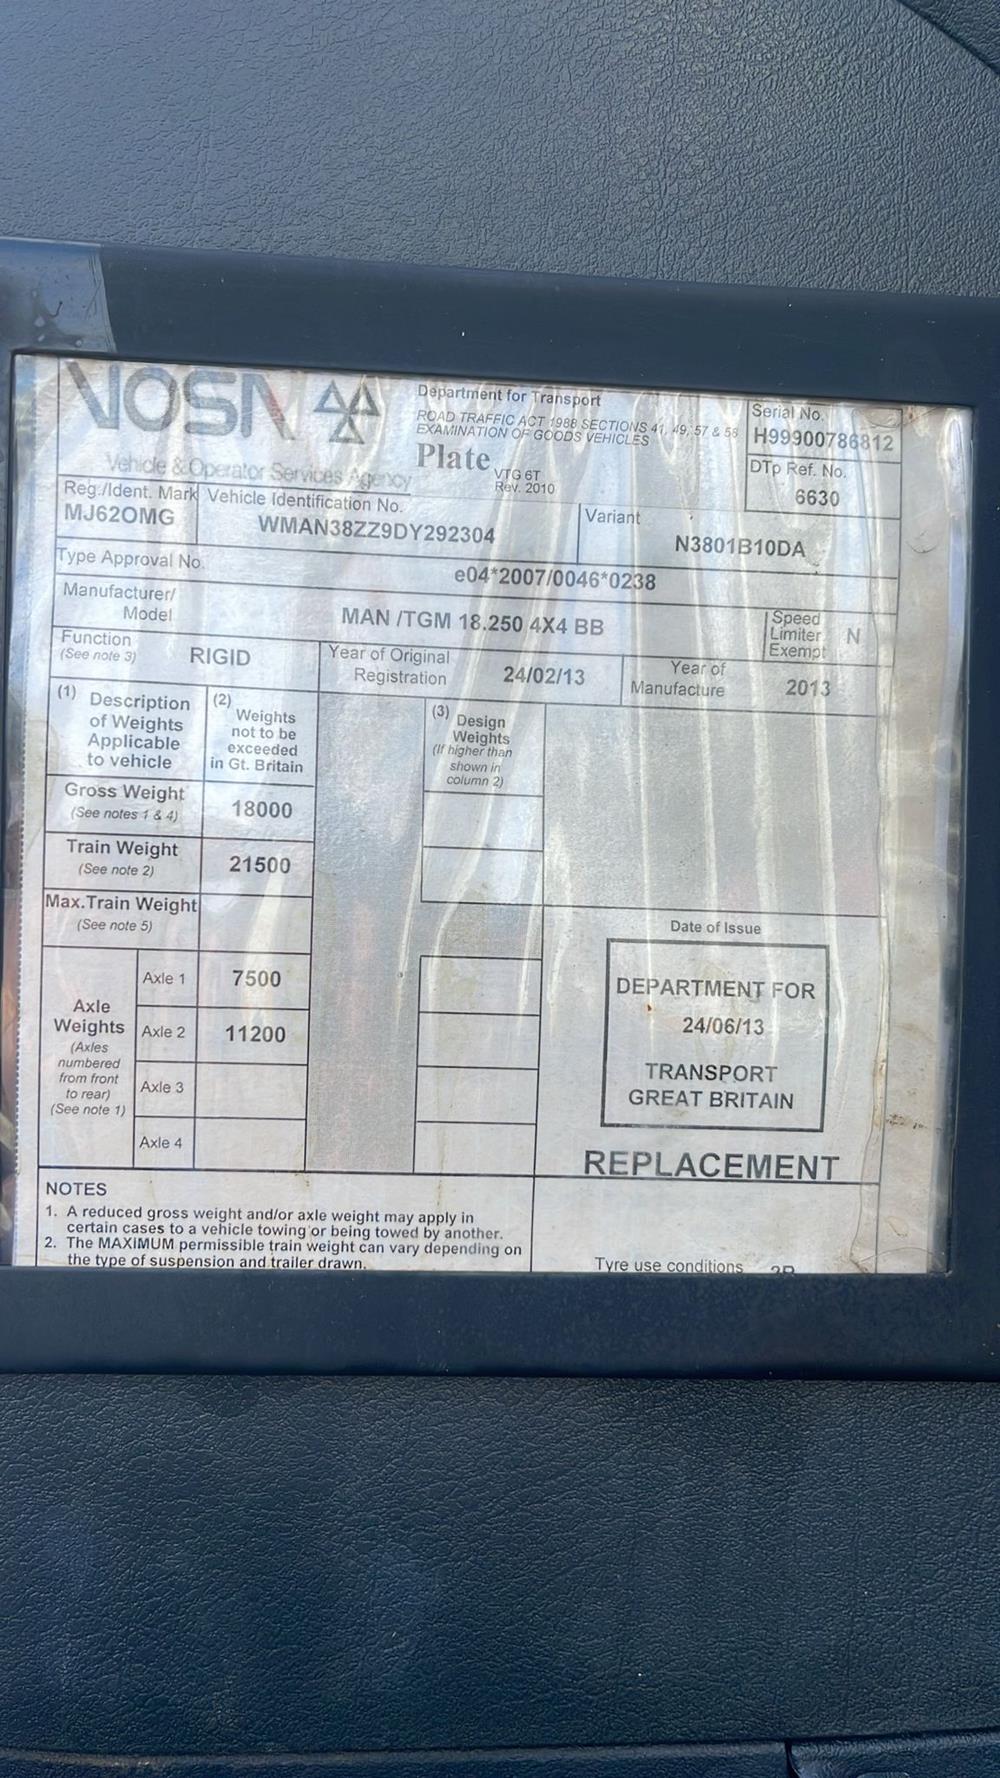 VOSA
Vehicle & Operator Services Agency
Department for Transport
ROAD TRAFFIC ACT 1988 SECTIONS 41, 49, 57 & 58
EXAMINATION OF GOODS VEHICLES
Plate VTG 6T
Rev. 2010
Serial No.
H99900786812
DTp Ref. No.
6630
Reg./Ident. Mark
MJ62OMG
Vehicle Identification No.
WMAN38ZZ9DY292304
Variant
N3801B10DA
Type Approval No.
e04*2007/0046*0238
Manufacturer/
Model
MAN /TGM 18.250 4X4 BB
Speed
Limiter
Exempt
N
Function
(See note 3)
RIGID
Year of Original
Registration
24/02/13
Year of
Manufacture
2013
(1) Description
of Weights
Applicable
to vehicle
(2) Weights
not to be
exceeded
in Gt. Britain
(3) Design
Weights
(If higher than
shown in
column 2)
Gross Weight
(See notes 1 & 4)
18000
Train Weight
(See note 2)
21500
Max.Train Weight
(See note 5)
Axle
Weights
(Axles
numbered
from front
to rear)
(See note 1)
Axle 1 7500
Axle 2 11200
Axle 3
Axle 4
Date of Issue
DEPARTMENT FOR
24/06/13
TRANSPORT
GREAT BRITAIN
REPLACEMENT
NOTES
1. A reduced gross weight and/or axle weight may apply in
certain cases to a vehicle towing or being towed by another.
2. The MAXIMUM permissible train weight can vary depending on
the type of suspension and trailer drawn.
Tyre use conditions